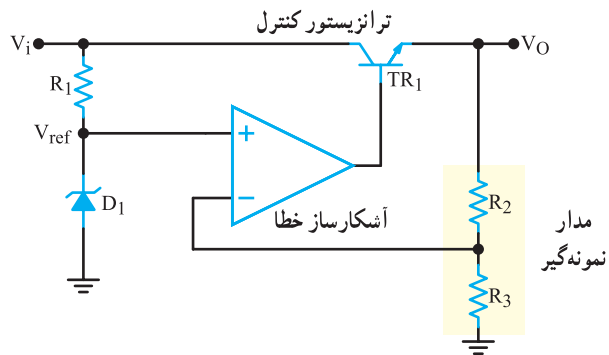 ترانزیستور کنترل
Vi
VO
R1
TR1
Vref
+
−
D1
آشکارساز خطا
R2
مدار
نمونه‌گیر
R3